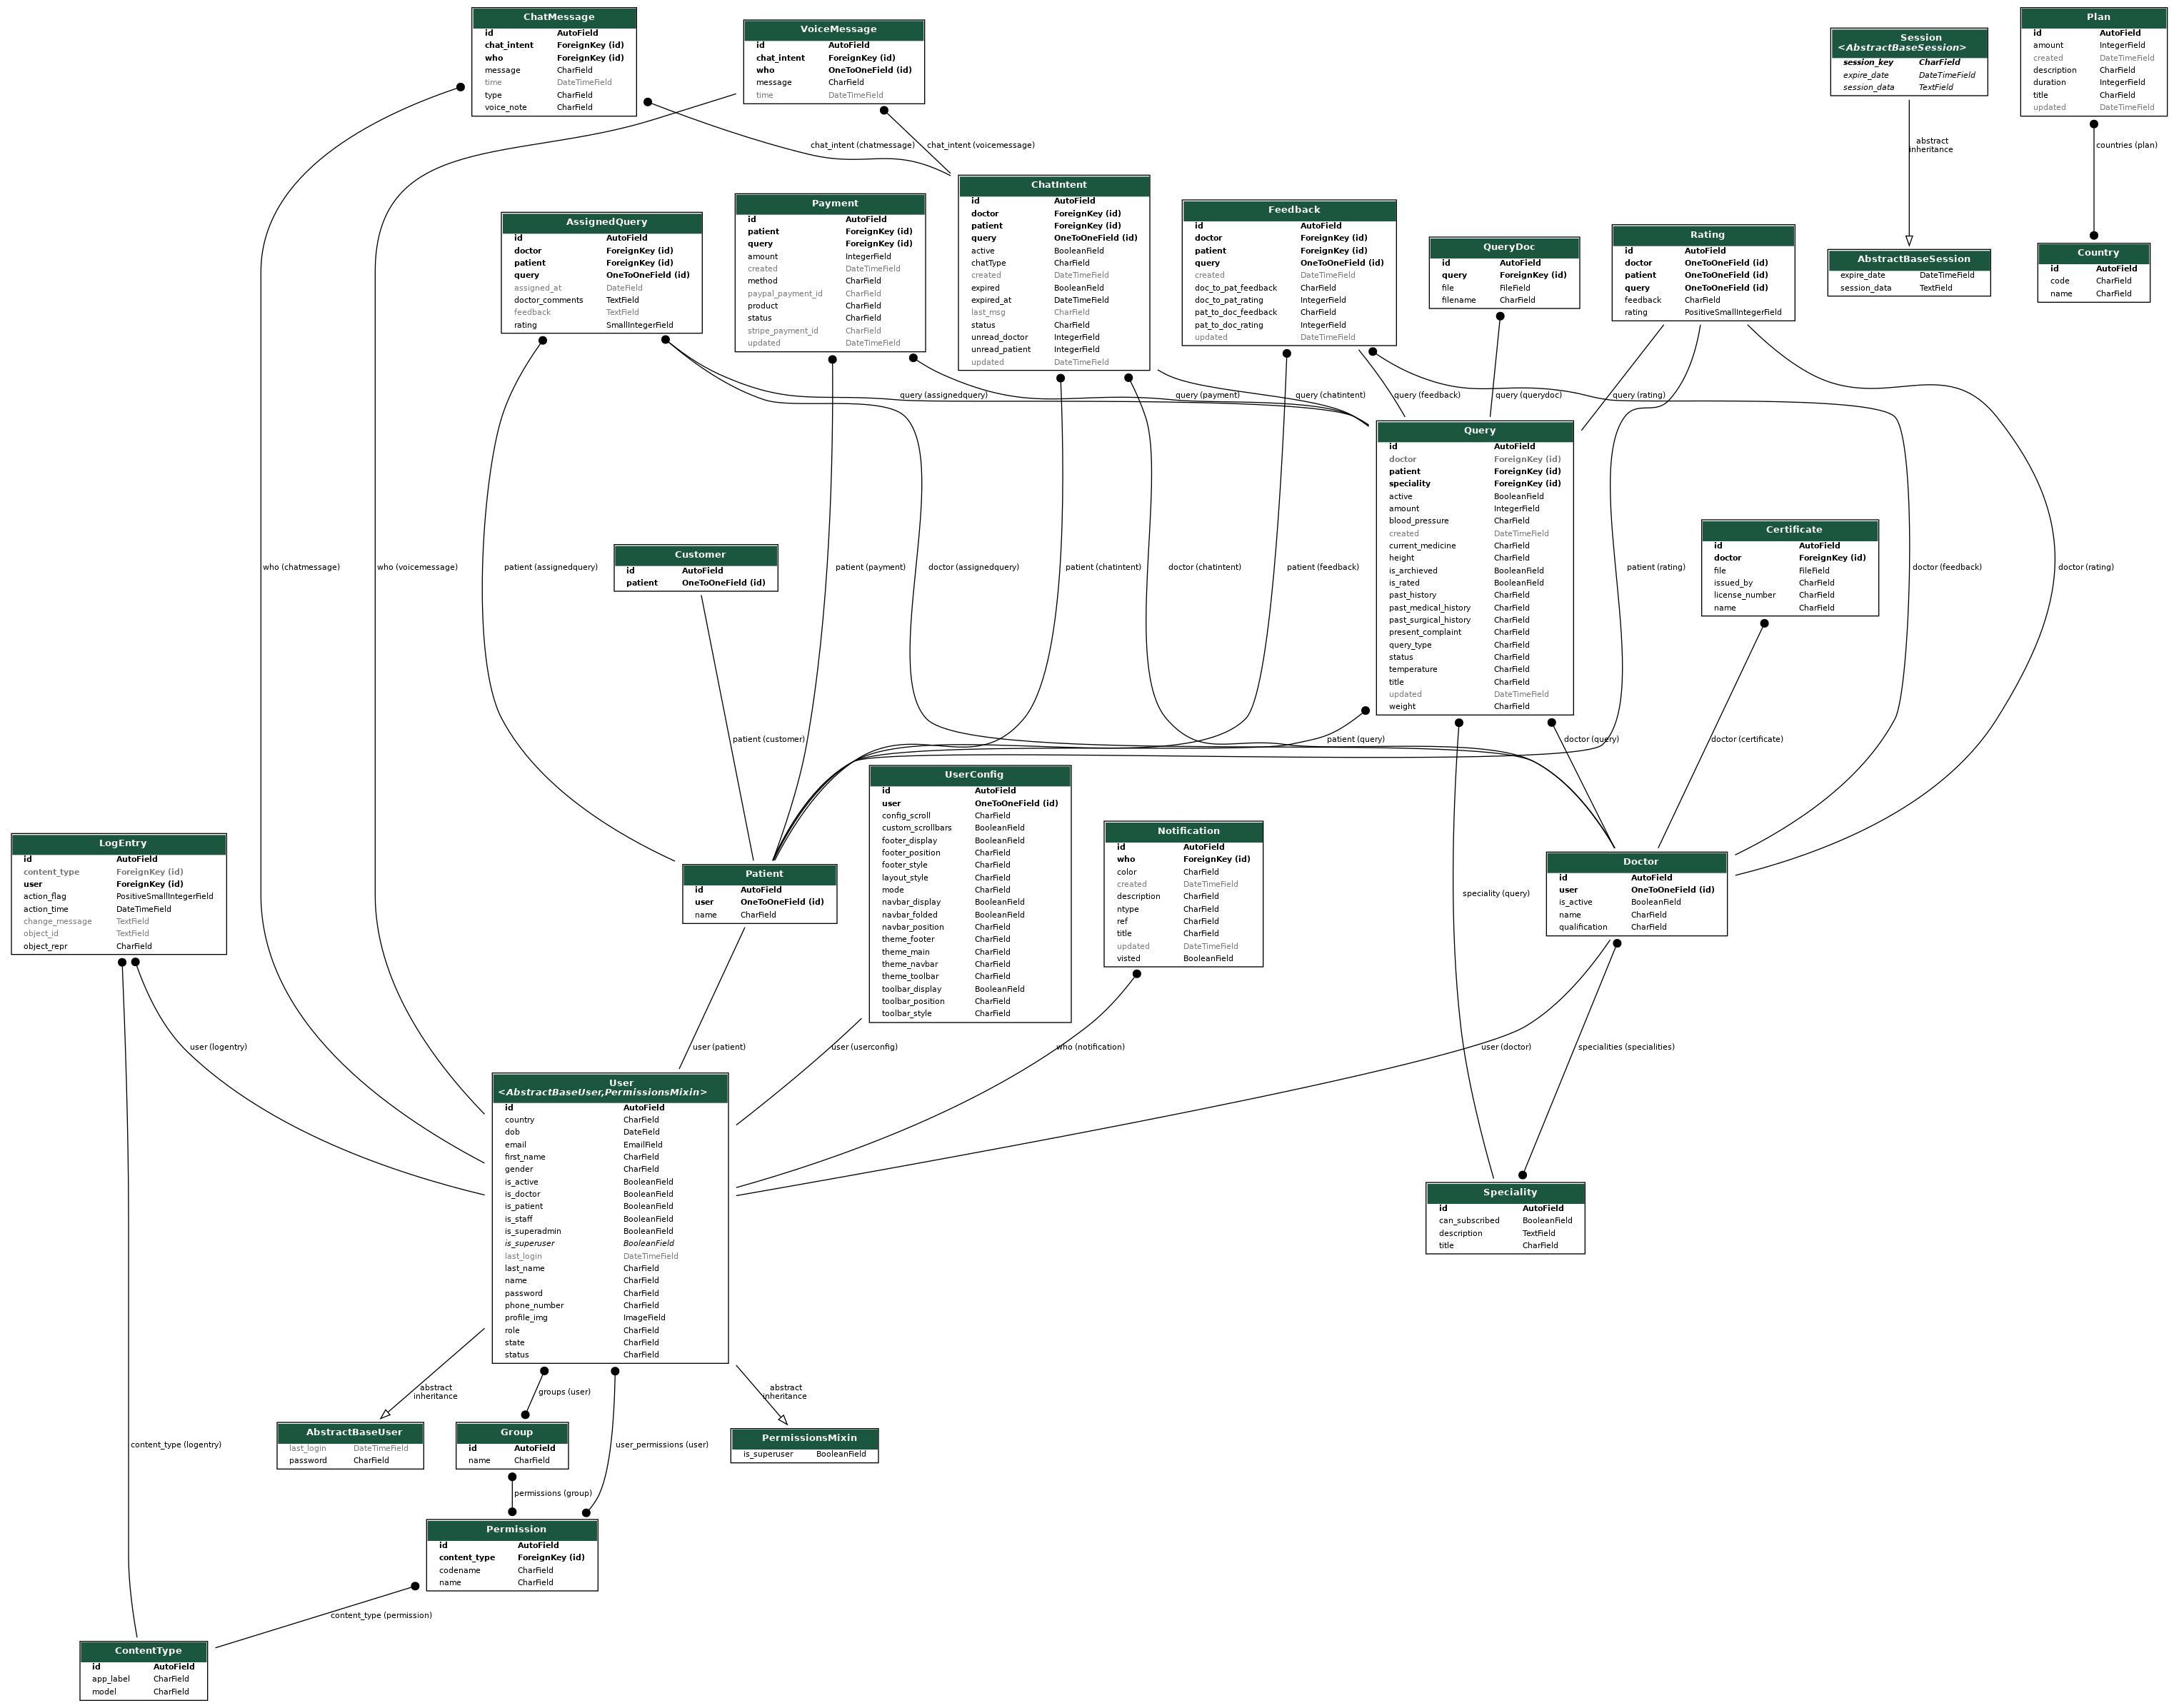 ChatMessage
id AutoField
chat_intent ForeignKey (id)
who ForeignKey (id)
message CharField
time DateTimeField
type CharField
voice_note CharField
VoiceMessage
id AutoField
chat_intent ForeignKey (id)
who OneToOneField (id)
message CharField
time DateTimeField
Session
<AbstractBaseSession>
session_key CharField
expire_date DateTimeField
session_data TextField
Plan
id AutoField
amount IntegerField
created DateTimeField
description CharField
duration IntegerField
title CharField
updated DateTimeField
chat_intent (chatmessage)
chat_intent (voicemessage)
abstract
inheritance
countries (plan)
AssignedQuery
id AutoField
doctor ForeignKey (id)
patient ForeignKey (id)
query OneToOneField (id)
assigned_at DateField
doctor_comments TextField
feedback TextField
rating SmallIntegerField
Payment
id AutoField
patient ForeignKey (id)
query ForeignKey (id)
amount IntegerField
created DateTimeField
method CharField
paypal_payment_id CharField
product CharField
status CharField
stripe_payment_id CharField
updated DateTimeField
ChatIntent
id AutoField
doctor ForeignKey (id)
patient ForeignKey (id)
query OneToOneField (id)
active BooleanField
chatType CharField
created DateTimeField
expired BooleanField
expired_at DateTimeField
last_msg CharField
status CharField
unread_doctor IntegerField
unread_patient IntegerField
updated DateTimeField
Feedback
id AutoField
doctor ForeignKey (id)
patient ForeignKey (id)
query OneToOneField (id)
created DateTimeField
doc_to_pat_feedback CharField
doc_to_pat_rating IntegerField
pat_to_doc_feedback CharField
pat_to_doc_rating IntegerField
updated DateTimeField
QueryDoc
id AutoField
query ForeignKey (id)
file FileField
filename CharField
Rating
id AutoField
doctor OneToOneField (id)
patient OneToOneField (id)
query OneToOneField (id)
feedback CharField
rating PositiveSmallIntegerField
AbstractBaseSession
expire_date DateTimeField
session_data TextField
Country
id AutoField
code CharField
name CharField
query (assignedquery)
query (payment)
query (chatintent)
query (feedback)
query (querydoc)
query (rating)
Query
id AutoField
doctor ForeignKey (id)
patient ForeignKey (id)
speciality ForeignKey (id)
active BooleanField
amount IntegerField
blood_pressure CharField
created DateTimeField
current_medicine CharField
height CharField
is_archieved BooleanField
is_rated BooleanField
past_history CharField
past_medical_history CharField
past_surgical_history CharField
present_complaint CharField
query_type CharField
status CharField
temperature CharField
title CharField
updated DateTimeField
weight CharField
Customer
id AutoField
patient OneToOneField (id)
Certificate
id AutoField
doctor ForeignKey (id)
file FileField
issued_by CharField
license_number CharField
name CharField
who (chatmessage)
who (voicemessage)
patient (assignedquery)
patient (payment)
doctor (assignedquery)
patient (chatintent)
doctor (chatintent)
patient (feedback)
patient (rating)
doctor (feedback)
doctor (rating)
patient (customer)
patient (query)
doctor (query)
doctor (certificate)
LogEntry
id AutoField
content_type ForeignKey (id)
user ForeignKey (id)
action_flag PositiveSmallIntegerField
action_time DateTimeField
change_message TextField
object_id TextField
object_repr CharField
Patient
id AutoField
user OneToOneField (id)
name CharField
UserConfig
id AutoField
user OneToOneField (id)
config_scroll CharField
custom_scrollbars BooleanField
footer_display BooleanField
footer_position CharField
footer_style CharField
layout_style CharField
mode CharField
navbar_display BooleanField
navbar_folded BooleanField
navbar_position CharField
theme_footer CharField
theme_main CharField
theme_navbar CharField
theme_toolbar CharField
toolbar_display BooleanField
toolbar_position CharField
toolbar_style CharField
Notification
id AutoField
who ForeignKey (id)
color CharField
created DateTimeField
description CharField
ntype CharField
ref CharField
title CharField
updated DateTimeField
visted BooleanField
Doctor
id AutoField
user OneToOneField (id)
is_active BooleanField
name CharField
qualification CharField
speciality (query)
user (logentry)
user (patient)
user (userconfig)
who (notification)
user (doctor)
specialities (specialities)
User
<AbstractBaseUser,PermissionsMixin>
id AutoField
country CharField
dob DateField
email EmailField
first_name CharField
gender CharField
is_active BooleanField
is_doctor BooleanField
is_patient BooleanField
is_staff BooleanField
is_superadmin BooleanField
is_superuser BooleanField
last_login DateTimeField
last_name CharField
name CharField
password CharField
phone_number CharField
profile_img ImageField
role CharField
state CharField
status CharField
Speciality
id AutoField
can_subscribed BooleanField
description TextField
title CharField
abstract
inheritance
groups (user)
abstract
inheritance
content_type (logentry)
user_permissions (user)
AbstractBaseUser
last_login DateTimeField
password CharField
Group
id AutoField
name CharField
PermissionsMixin
is_superuser BooleanField
permissions (group)
Permission
id AutoField
content_type ForeignKey (id)
codename CharField
name CharField
content_type (permission)
ContentType
id AutoField
app_label CharField
model CharField